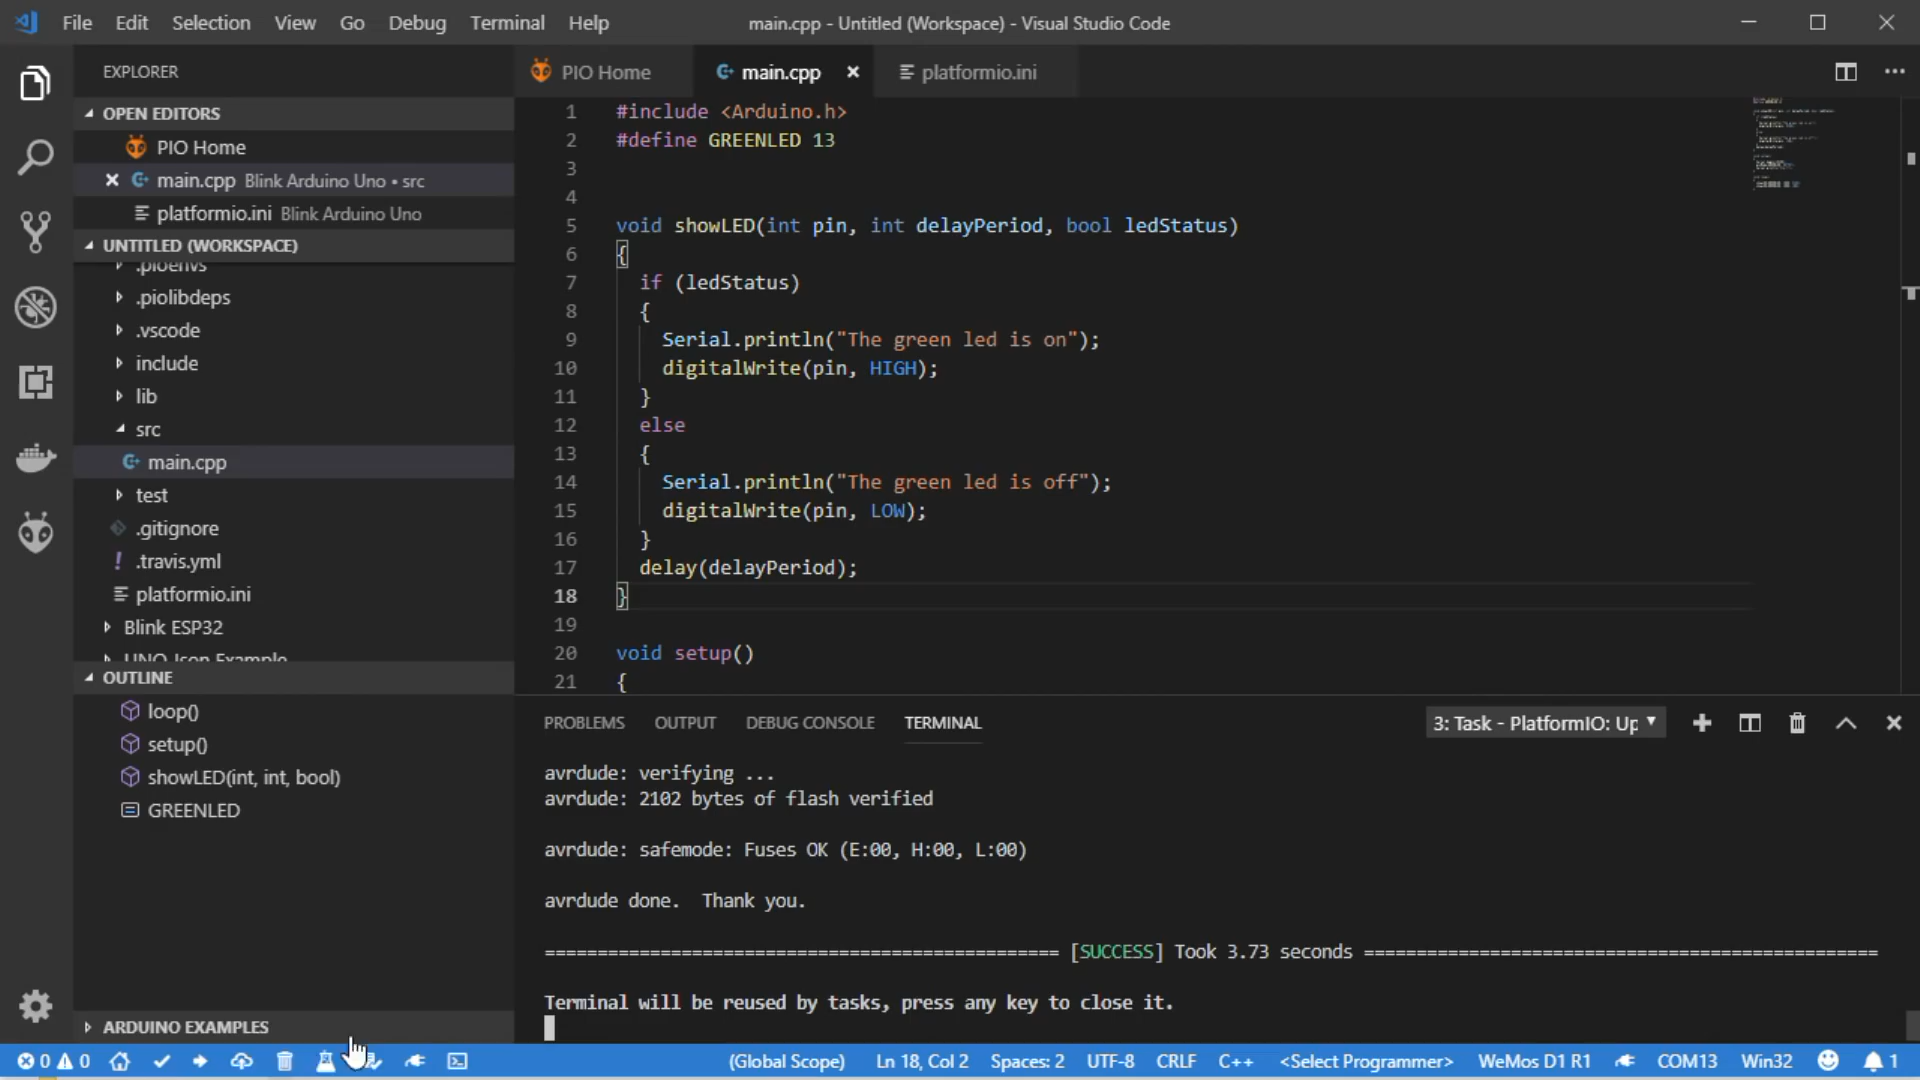 File Edit Selection View Go Debug Terminal Help main.cpp - Untitled (Workspace) - Visual Studio Code
EXPLORER
OPEN EDITORS
PIO Home
main.cpp Blink Arduino Uno • src
platformio.ini Blink Arduino Uno
UNTITLED (WORKSPACE)
.pioenvs
.piolibdeps
.vscode
include
lib
src
main.cpp
test
.gitignore
! .travis.yml
platformio.ini
Blink ESP32
UNO Json Example
OUTLINE
loop()
setup()
showLED(int, int, bool)
GREENLED
ARDUINO EXAMPLES
PIO Home main.cpp platformio.ini
1 #include <Arduino.h>
2 #define GREENLED 13
3
4
5 void showLED(int pin, int delayPeriod, bool ledStatus)
6 {
7 if (ledStatus)
8 {
9 Serial.println("The green led is on");
10 digitalWrite(pin, HIGH);
11 }
12 else
13 {
14 Serial.println("The green led is off");
15 digitalWrite(pin, LOW);
16 }
17 delay(delayPeriod);
18 }
19
20 void setup()
21 {
PROBLEMS OUTPUT DEBUG CONSOLE TERMINAL 3: Task - PlatformIO: Up
avrdude: verifying ...
avrdude: 2102 bytes of flash verified
avrdude: safemode: Fuses OK (E:00, H:00, L:00)
avrdude done. Thank you.
============================================ [SUCCESS] Took 3.73 seconds ============================================
Terminal will be reused by tasks, press any key to close it.
0 0 (Global Scope) Ln 18, Col 2 Spaces: 2 UTF-8 CRLF C++ <Select Programmer> WeMos D1 R1 COM13 Win32 1